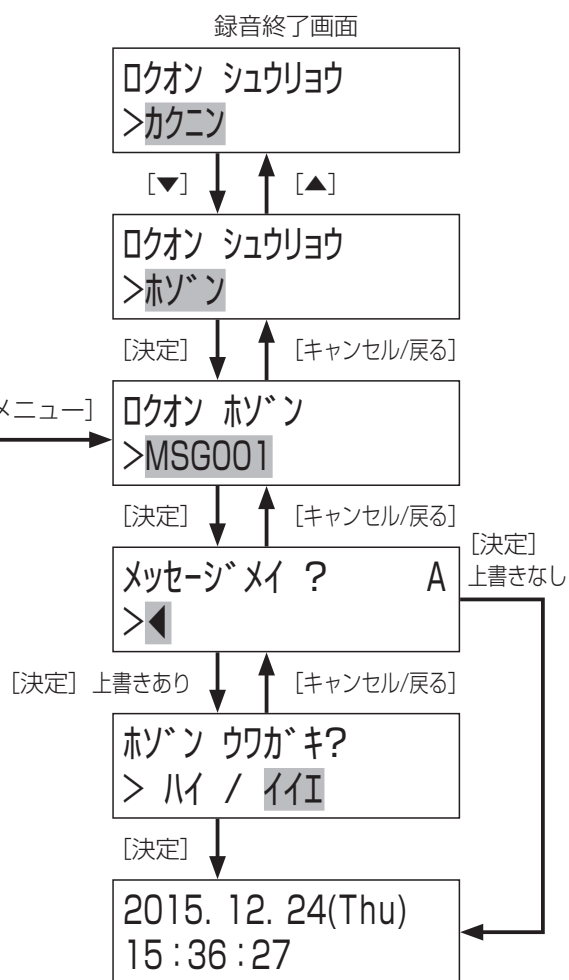 録音終了画面
ロクオン シュウリョウ
>カクニン
[▼] [▲]
ロクオン シュウリョウ
>ホゾン
[決定] [キャンセル/戻る]
メニュー]
ロクオン ホゾン
>MSG001
[決定] [キャンセル/戻る]
[決定]
上書きなし
メッセージメイ ? A
>◀
[決定] 上書きあり [キャンセル/戻る]
ホゾン ウワガキ?
> ハイ / イイエ
[決定]
2015. 12. 24(Thu)
15:36:27